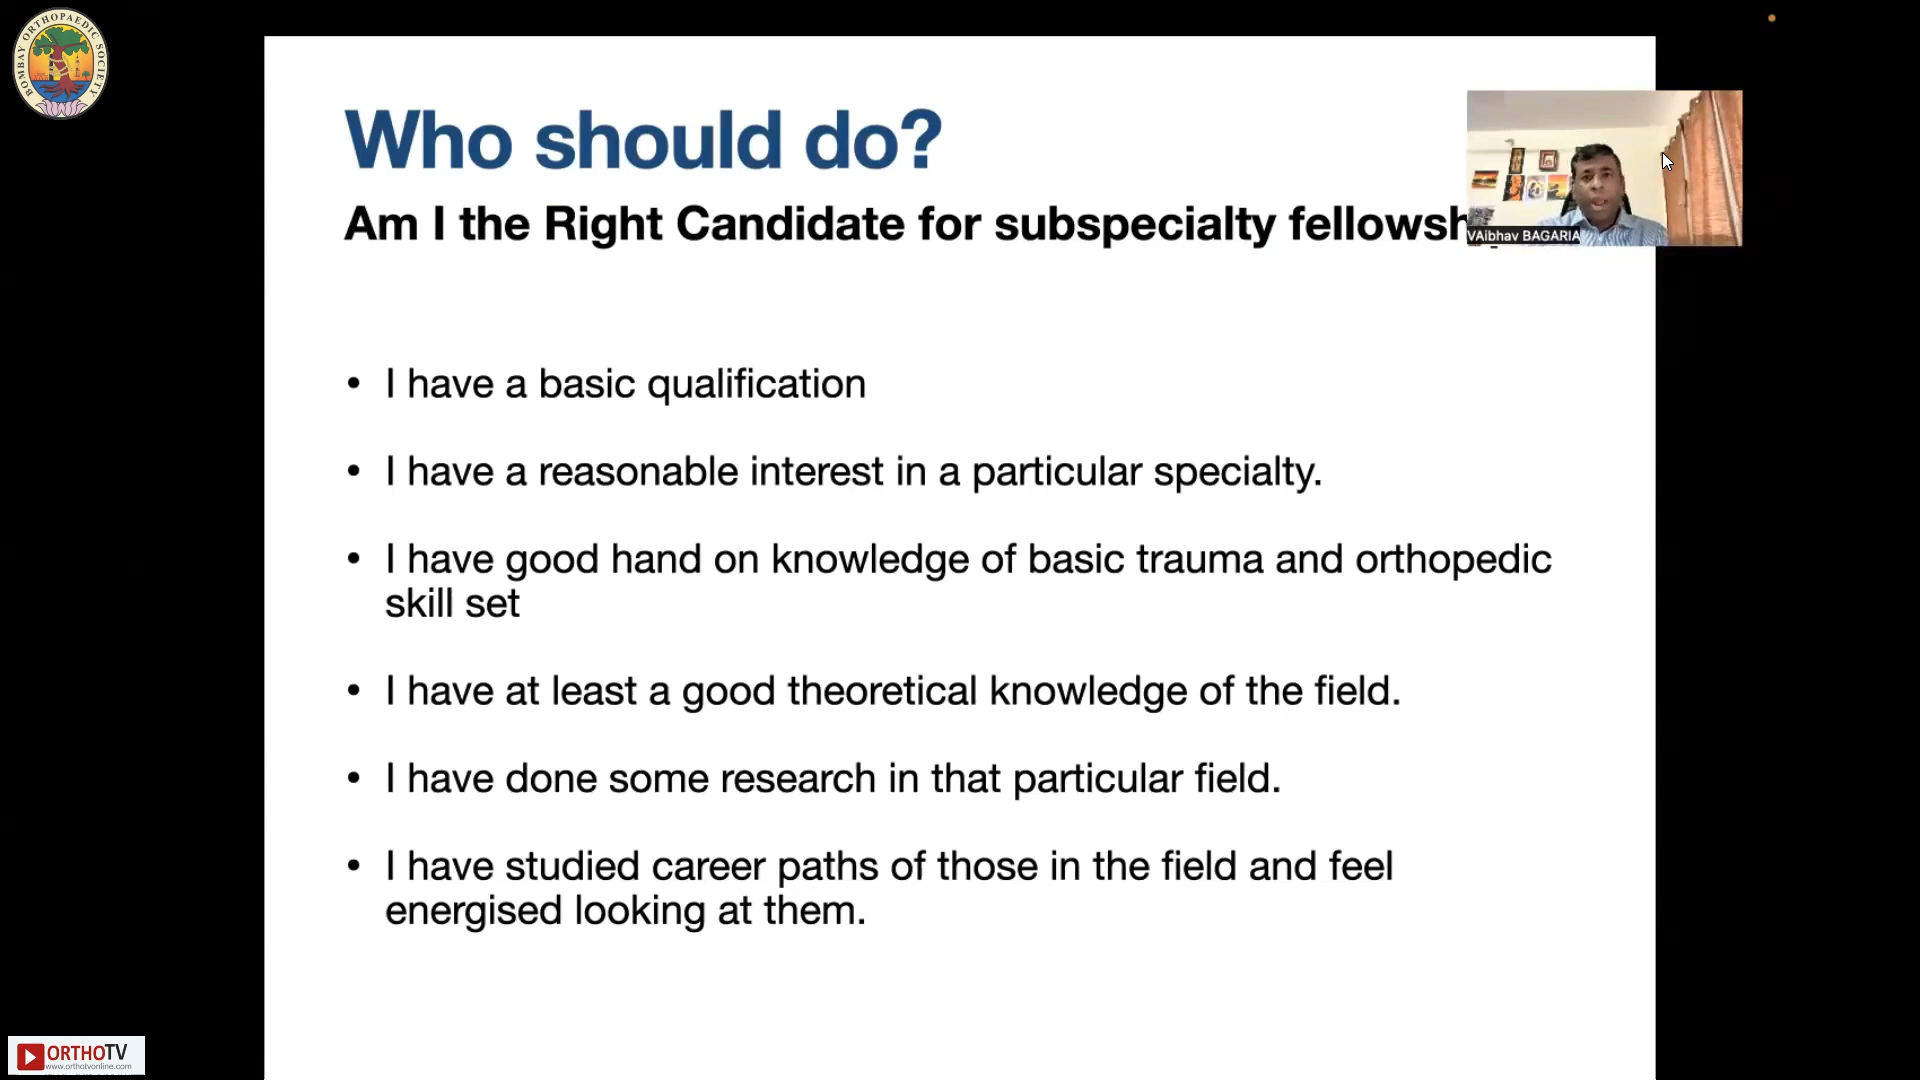 BOMBAY ORTHOPAEDIC SOCIETY
Who should do?
Am I the Right Candidate for subspecialty
VAibhav BAGARIA
• I have a basic qualification
• I have a reasonable interest in a particular specialty.
• I have good hand on knowledge of basic trauma and orthopedic
skill set
• I have at least a good theoretical knowledge of the field.
• I have done some research in that particular field.
• I have studied career paths of those in the field and feel
energised looking at them.
ORTHOTV
www.orthotvonline.com